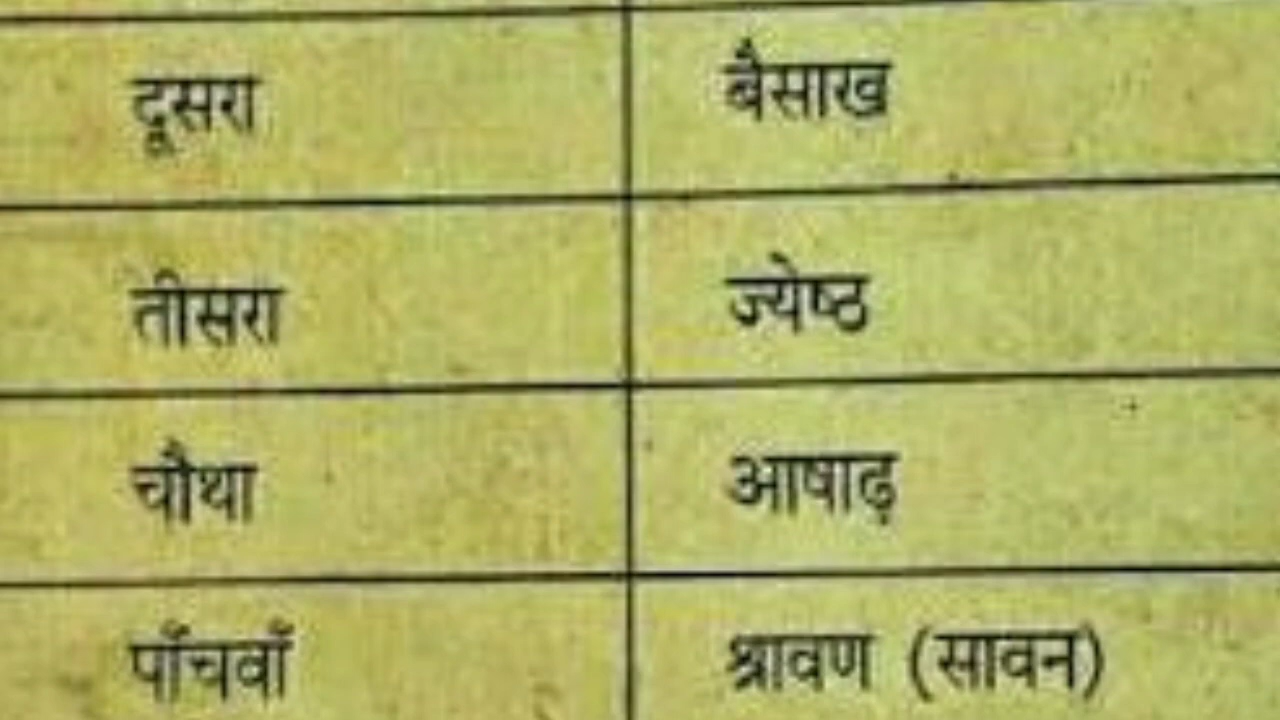 दूसरा बैसाख
तीसरा ज्येष्ठ
चौथा आषाढ़
पाँचवाँ श्रावण (सावन)